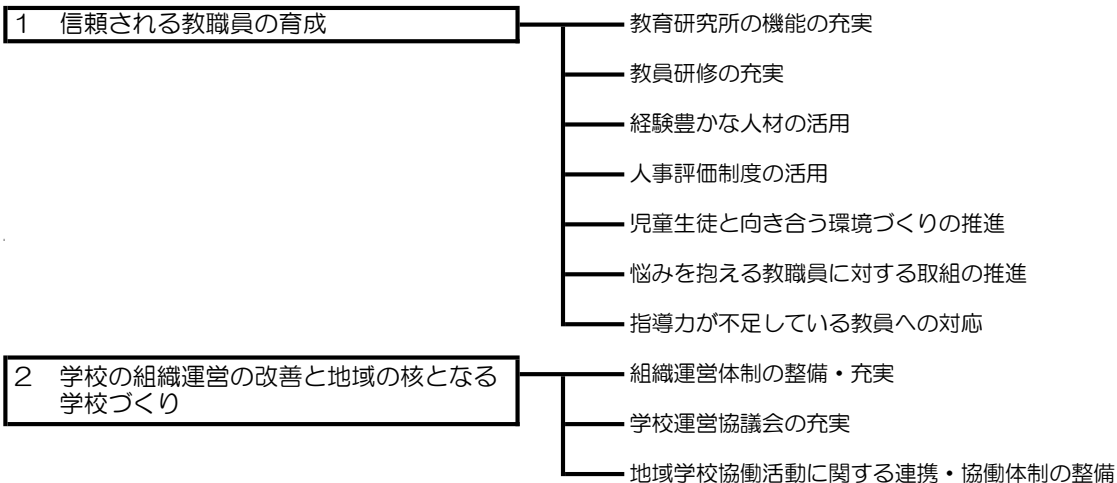 1 信頼される教職員の育成
教育研究所の機能の充実
教員研修の充実
経験豊かな人材の活用
人事評価制度の活用
児童生徒と向き合う環境づくりの推進
悩みを抱える教職員に対する取組の推進
指導力が不足している教員への対応
2 学校の組織運営の改善と地域の核となる
学校づくり
組織運営体制の整備・充実
学校運営協議会の充実
地域学校協働活動に関する連携・協働体制の整備